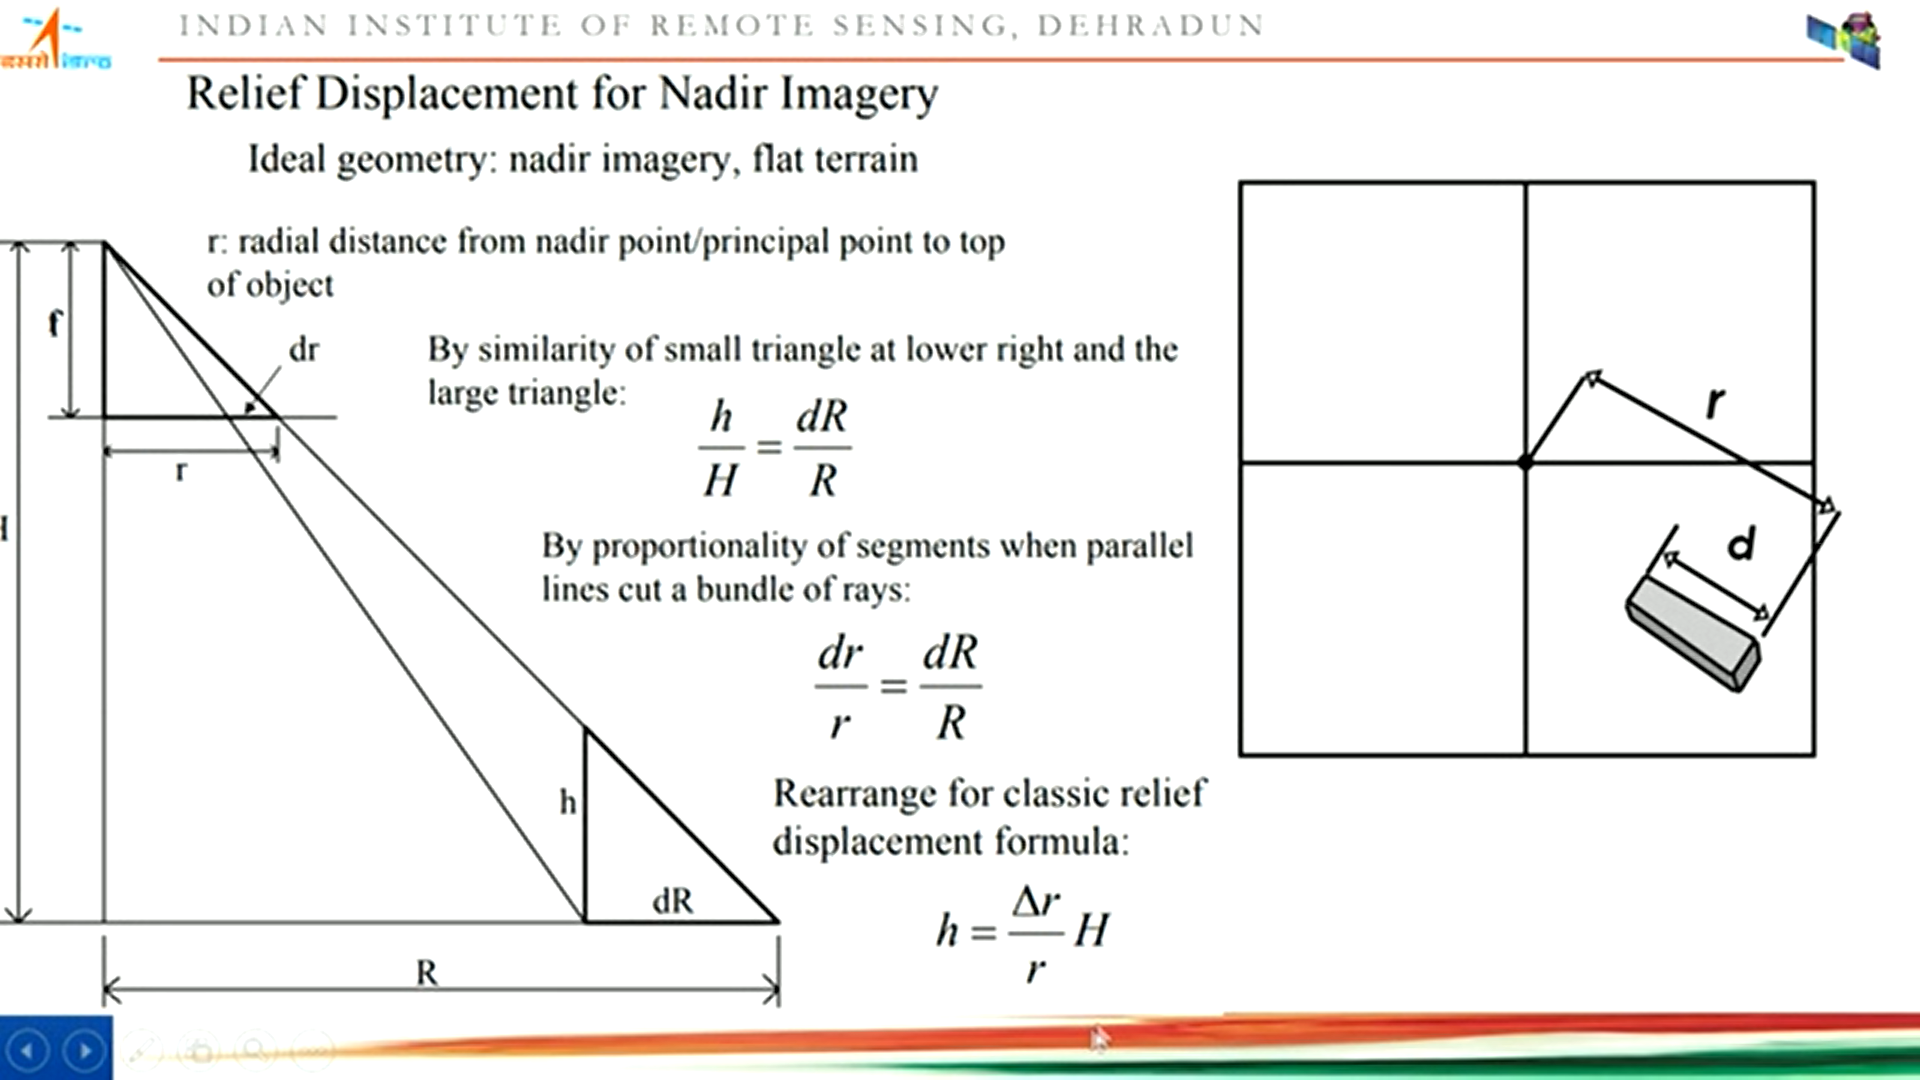 INDIAN INSTITUTE OF REMOTE SENSING, DEHRADUN
इसरो isro
Relief Displacement for Nadir Imagery
Ideal geometry: nadir imagery, flat terrain
r: radial distance from nadir point/principal point to top
of object
f
dr
r
By similarity of small triangle at lower right and the
large triangle:
h/H = dR/R
By proportionality of segments when parallel
lines cut a bundle of rays:
dr/r = dR/R
h
dR
R
Rearrange for classic relief
displacement formula:
h = Δr/r H
r
d